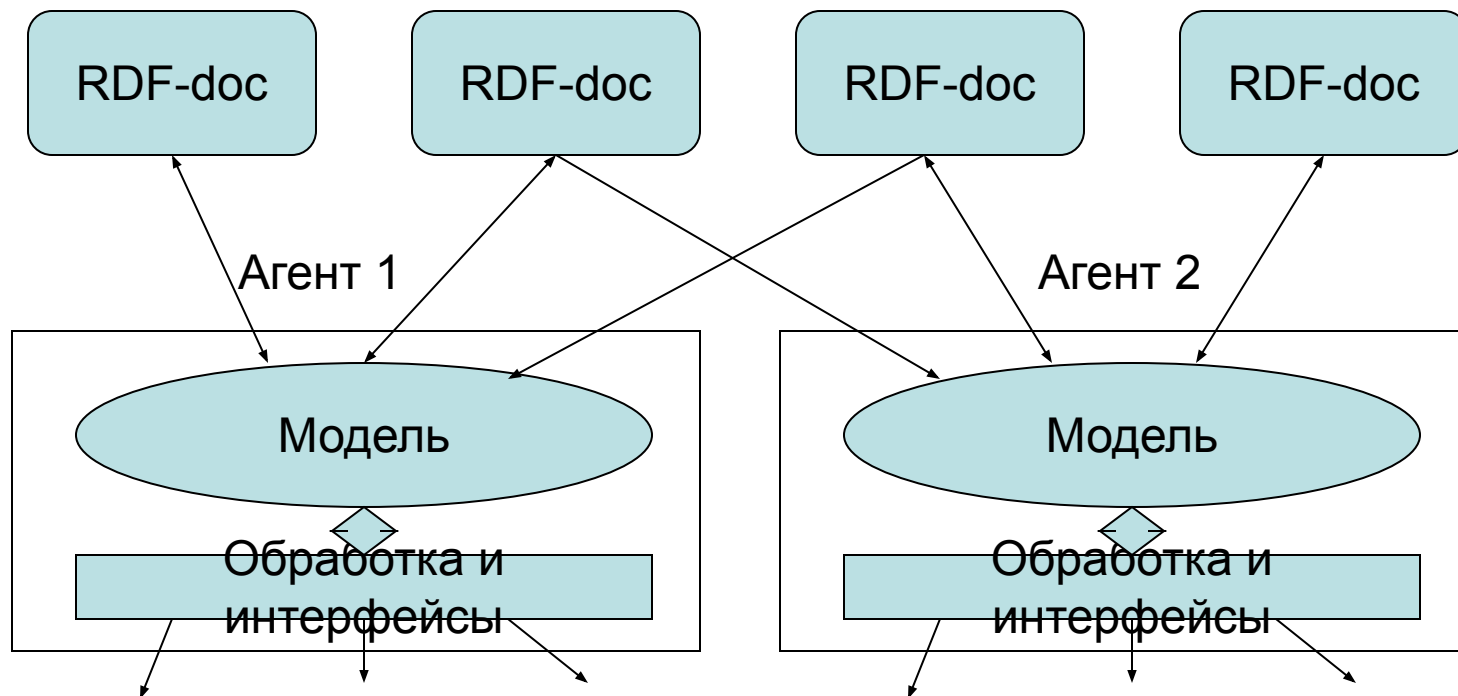 RDF-doc
RDF-doc
RDF-doc
RDF-doc
Агент 1
Агент 2
Модель
Модель
Обработка и
интерфейсы
Обработка и
интерфейсы